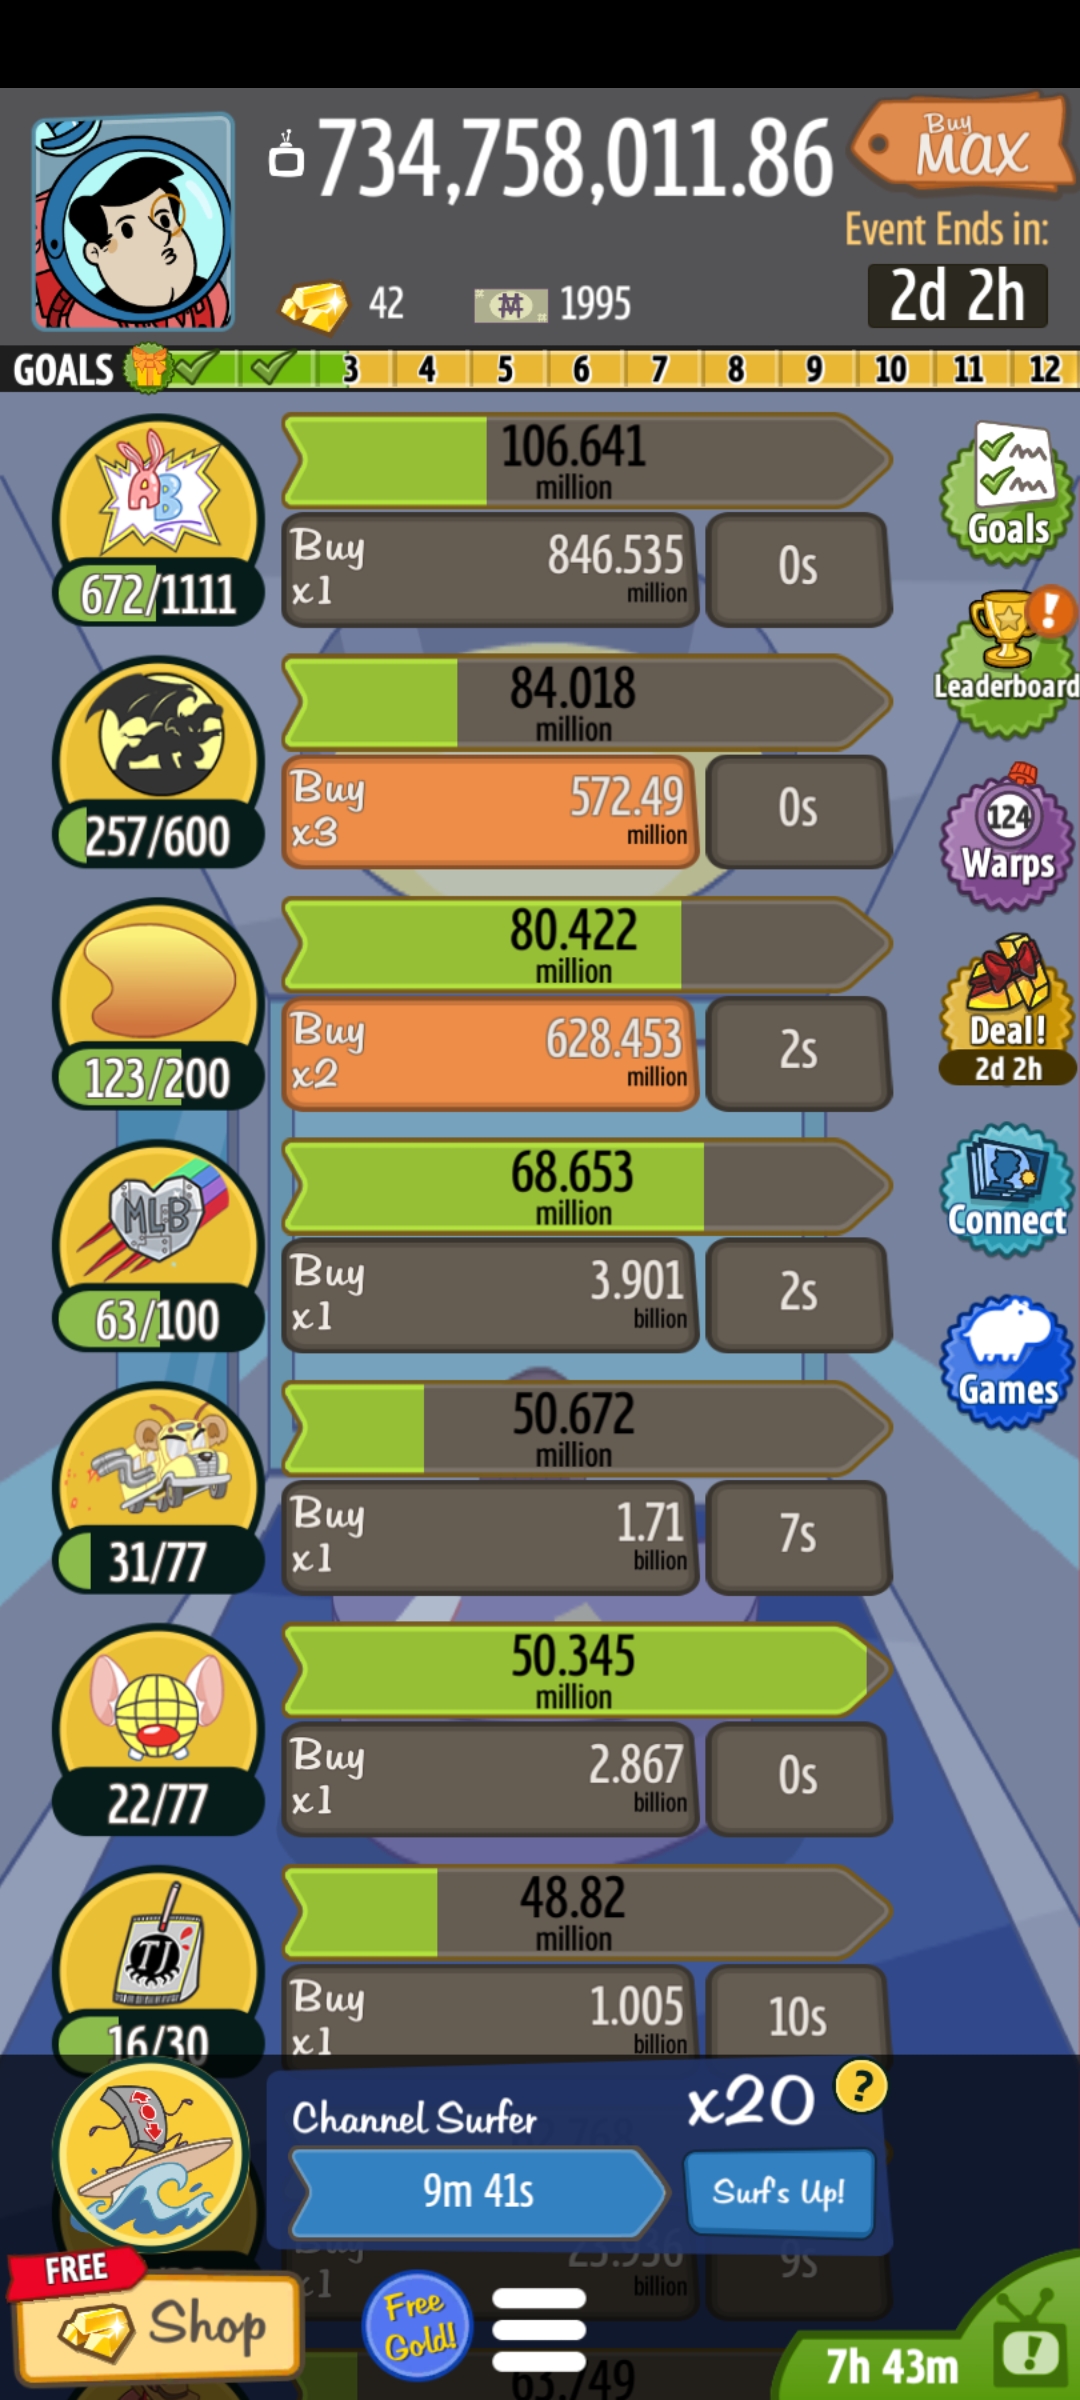 734,758,011.86
Buy
MAX
Event Ends in:
42
1995
2d 2h
GOALS
3 4 5 6 7 8 9 10 11 12
AB
106.641
million
672/1111
Buy
x1
846.535
million
0s
Goals
84.018
million
257/600
Buy
x3
572.49
million
0s
Leaderboard
!
124
Warps
80.422
million
123/200
Buy
x2
628.453
million
2s
Deal!
2d 2h
MLB
68.653
million
63/100
Buy
x1
3.901
billion
2s
Connect
50.672
million
31/77
Buy
x1
1.71
billion
7s
Games
50.345
million
22/77
Buy
x1
2.867
billion
0s
TJ
48.82
million
16/30
Buy
x1
1.005
billion
10s
Channel Surfer
x20
?
9m 41s
Surf's Up!
Buy
x1
billion
9s
FREE
Shop
Free
Gold!
63.749
7h 43m
!